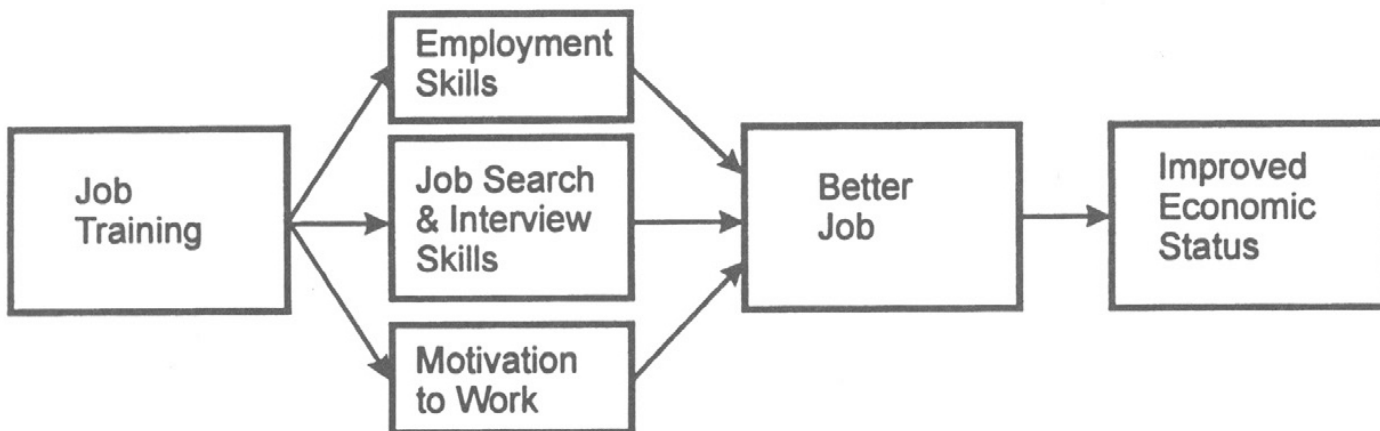 Job
Training
Employment
Skills
Job Search
& Interview
Skills
Motivation
to Work
Better
Job
Improved
Economic
Status